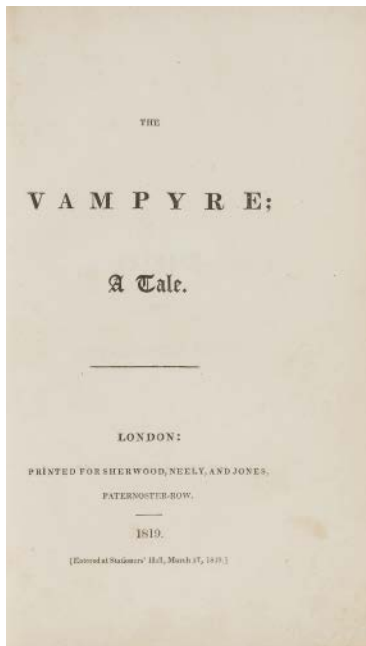 THE
VAMPYRE;
A Tale.
LONDON:
PRINTED FOR SHERWOOD, NEELY, AND JONES,
PATERNOSTER-ROW.
1819.
[Entered at Stationers' Hall, March 27, 1819.]